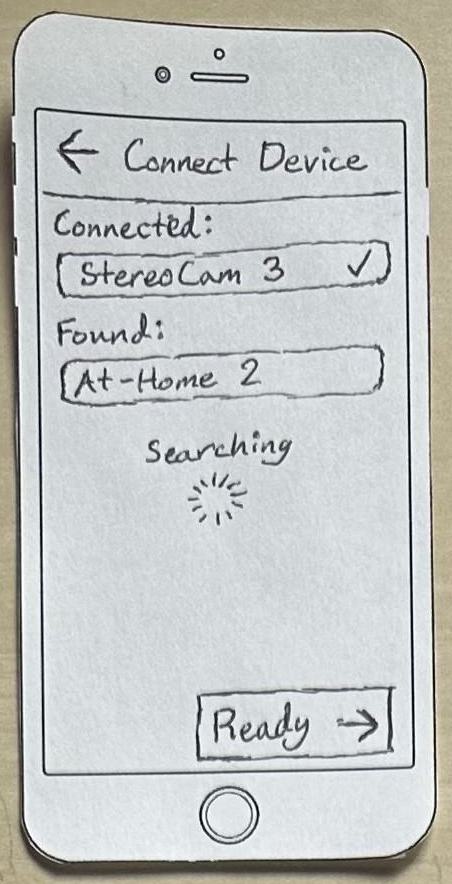 ← Connect Device
Connected:
StereoCam 3 ✓
Found:
At-Home 2
Searching
Ready →